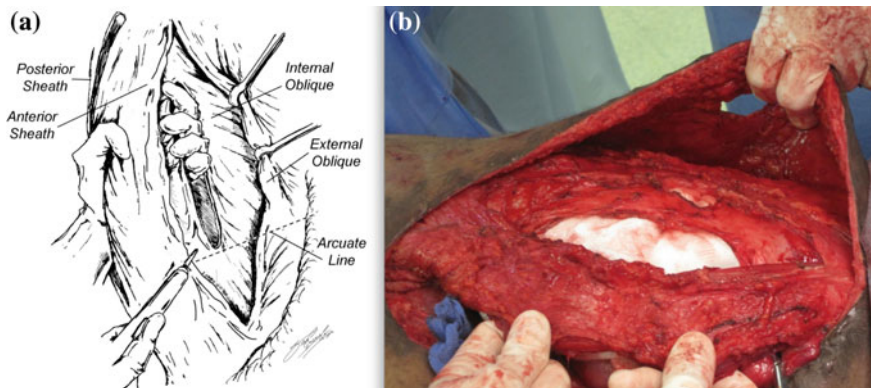 (a)
Posterior
Sheath
Anterior
Sheath
Internal
Oblique
External
Oblique
Arcuate
Line
(b)